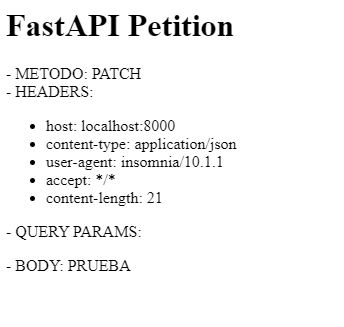 FastAPI Petition
- METODO: PATCH
- HEADERS:
• host: localhost:8000
• content-type: application/json
• user-agent: insomnia/10.1.1
• accept: */*
• content-length: 21
- QUERY PARAMS:
- BODY: PRUEBA